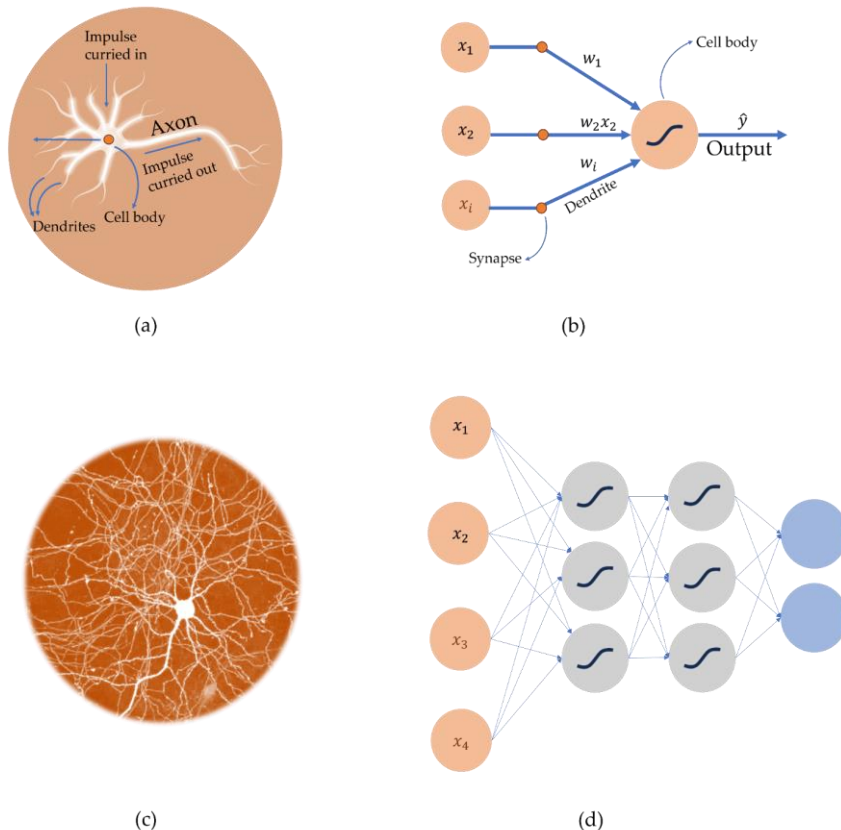 Impulse
curried in
Axon
Impulse
curried out
Dendrites
Cell body
(a)
x₁
w₁
Cell body
x₂
w₂x₂
ŷ
Output
wᵢ
xᵢ
Dendrite
Synapse
(b)
x₁
x₂
x₃
x₄
(c)
(d)